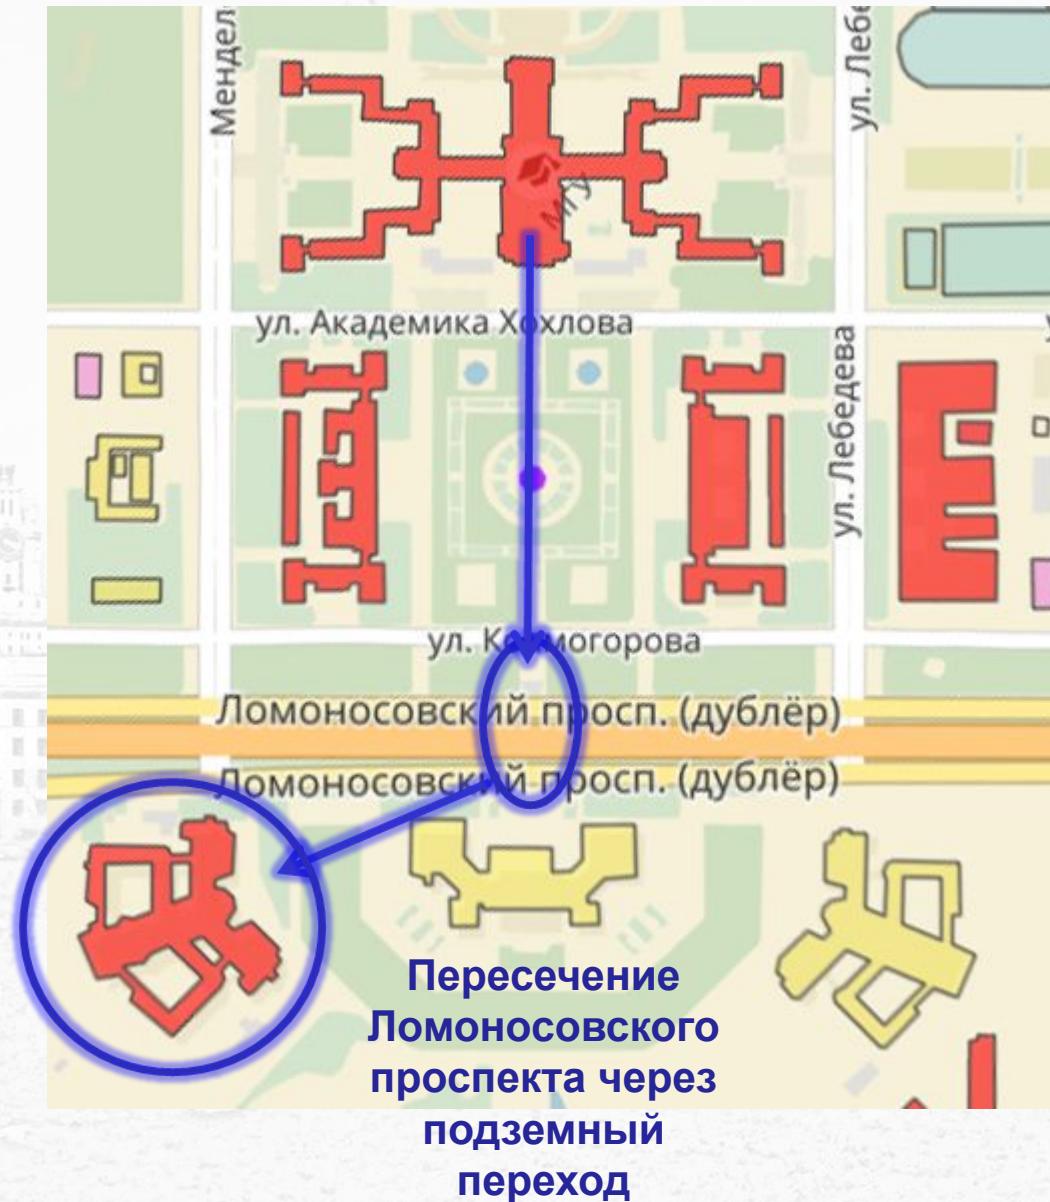 Мендел
ул. Лебе
МГУ
ул. Академика Хохлова
ул. Лебедева
ул. Колмогорова
Ломоносовский просп. (дублёр)
Ломоносовский просп. (дублёр)
Пересечение
Ломоносовского
проспекта через
подземный
переход